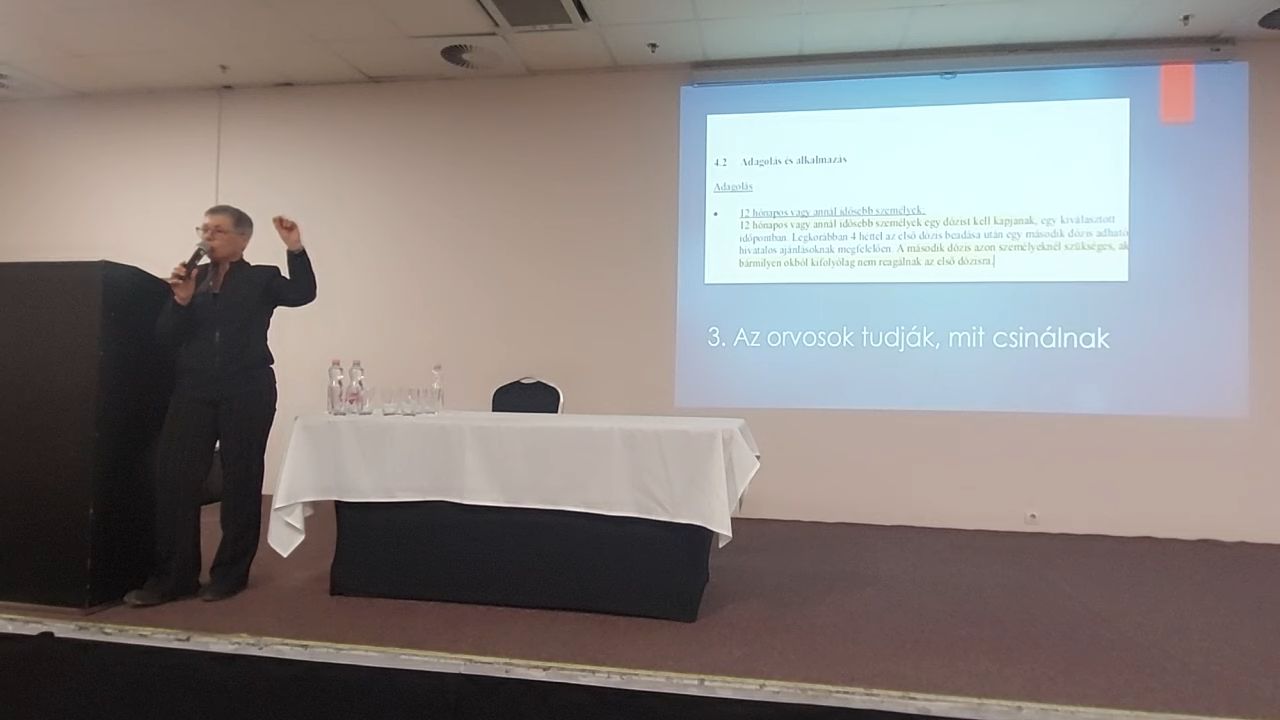 4.2 Adagolás és alkalmazás
Adagolás
• 12 hónapos vagy annál idősebb személyek:
12 hónapos vagy annál idősebb személyek egy dózist kell kapjanak, egy kiválasztott
időpontban. Legkorábban 4 héttel az első dózis beadása után egy második dózis adható
hivatalos ajánlásoknak megfelelően. A második dózis azon személyeknél szükséges, ak
bármilyen okból kifolyólag nem reagálnak az első dózisra.
3. Az orvosok tudják, mit csinálnak